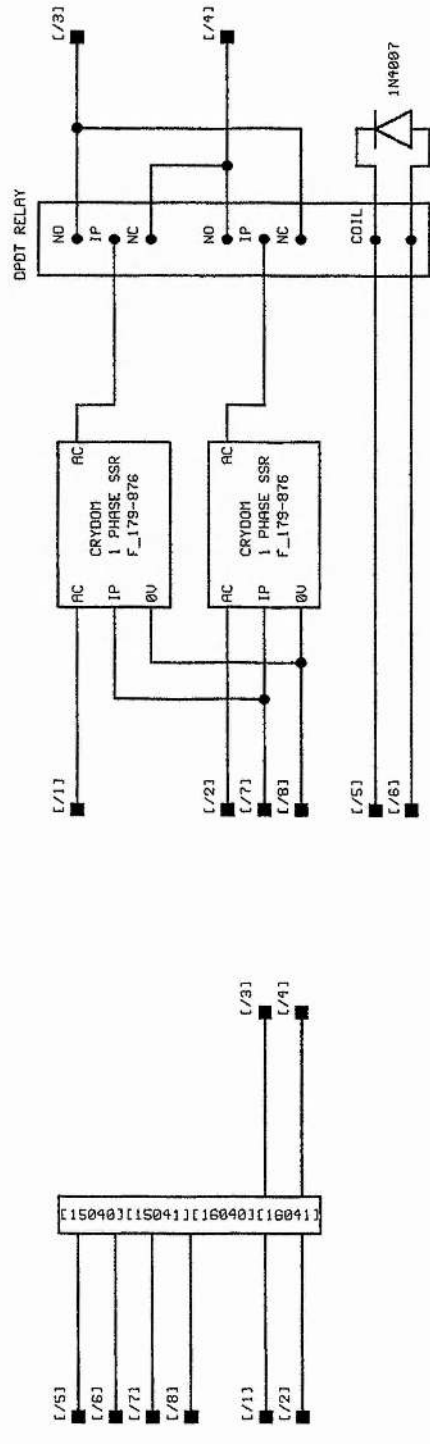 DPDT RELAY
[/3]
NO
IP
NC
[/4]
NO
IP
NC
COIL
1N4007
[/1]
AC
AC
IP
0V
CRYDOM
1 PHASE SSR
F_179-876
[/2]
[/7]
[/8]
AC
AC
IP
0V
CRYDOM
1 PHASE SSR
F_179-876
[/5]
[/6]
[/3]
[/4]
[15040][15041][16040][16041]
[/5]
[/6]
[/7]
[/8]
[/1]
[/2]